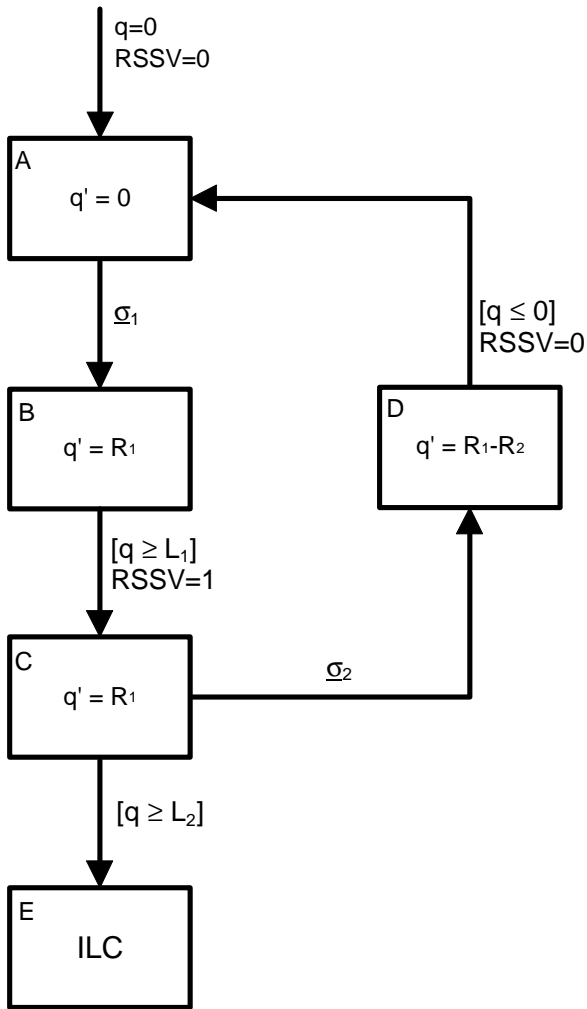 q=0
RSSV=0
A
q' = 0
σ₁
[q ≤ 0]
RSSV=0
B
q' = R₁
D
q' = R₁-R₂
[q ≥ L₁]
RSSV=1
C
q' = R₁
σ₂
[q ≥ L₂]
E
ILC